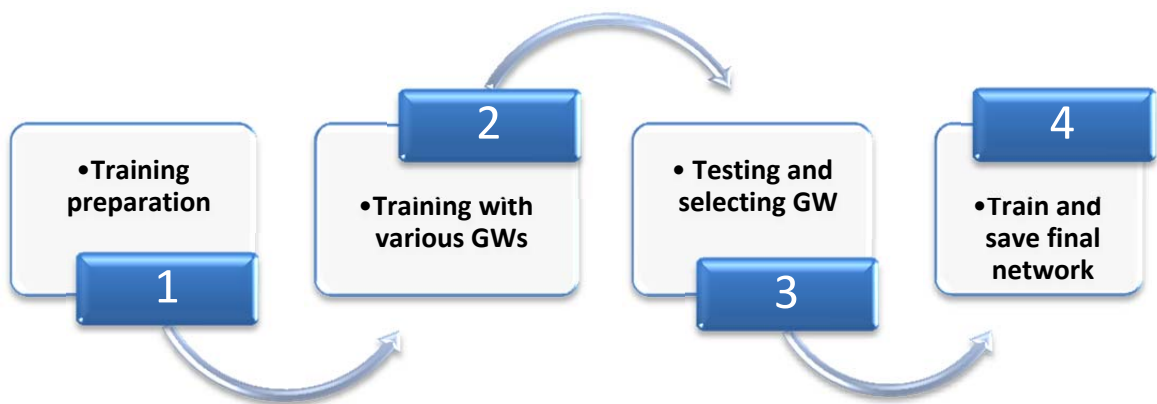 •Training
preparation
1
2
•Training with
various GWs
• Testing and
selecting GW
3
4
•Train and
save final
network